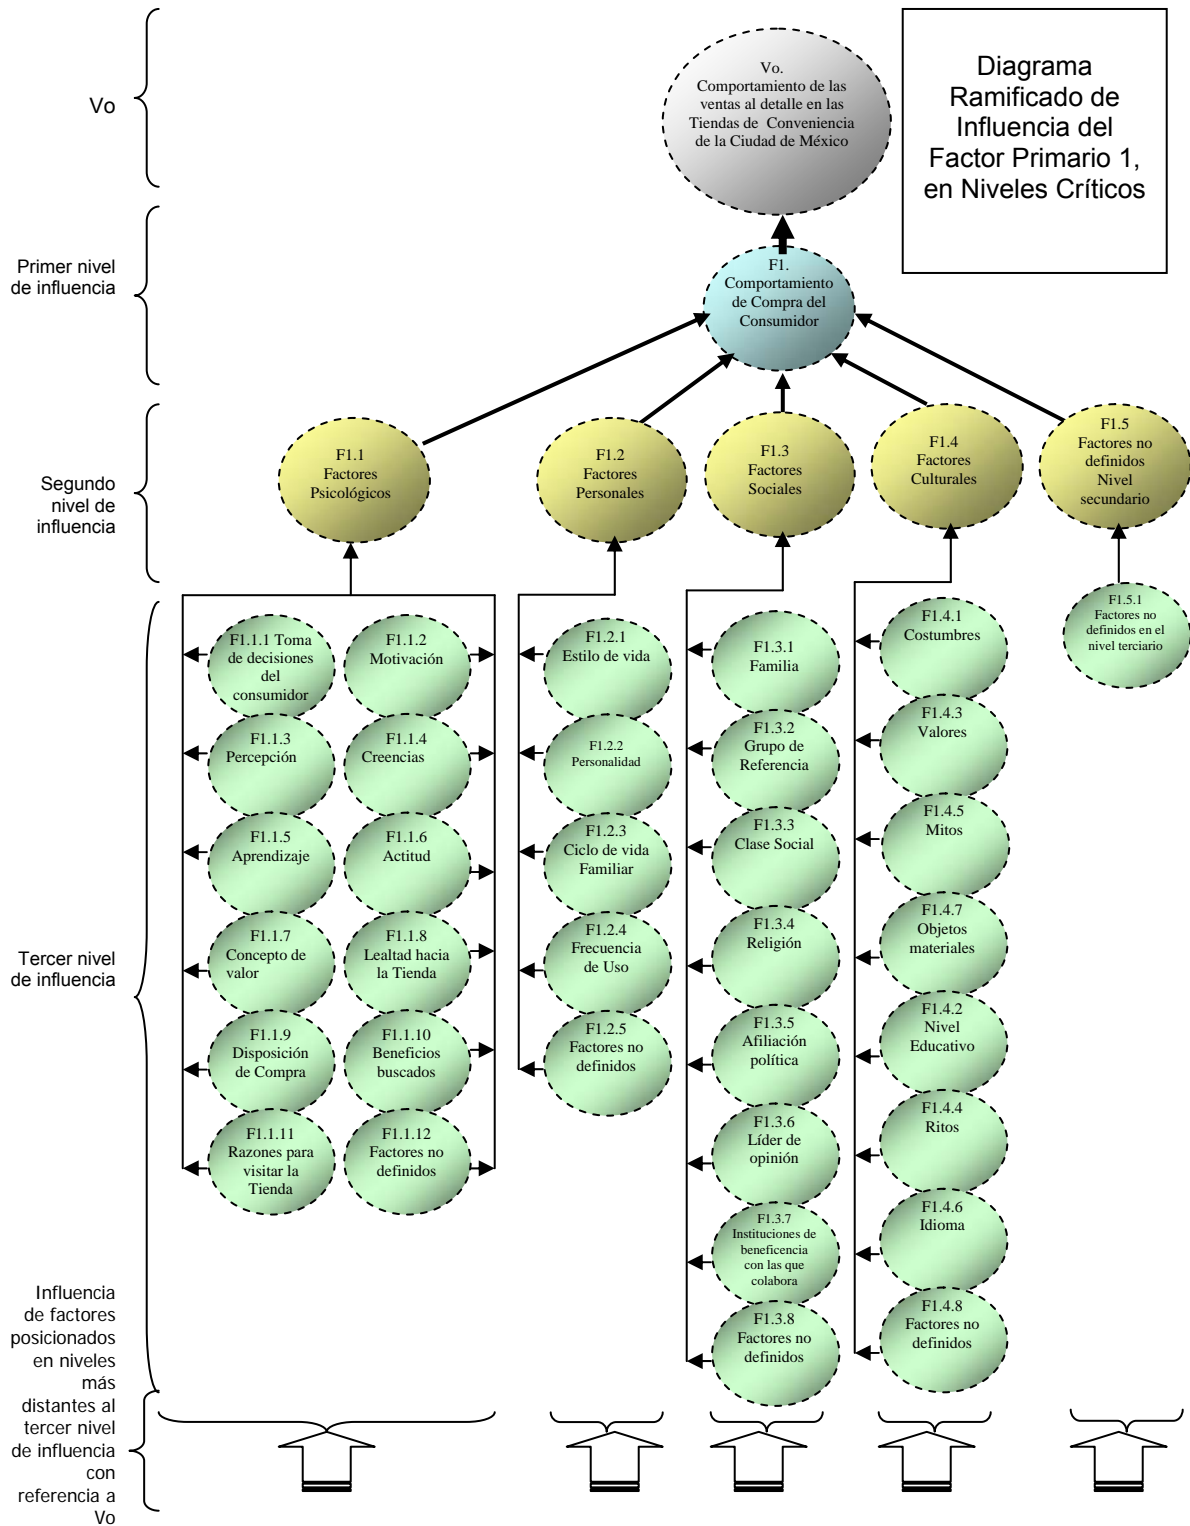 Vo
Vo.
Comportamiento de las
ventas al detalle en las
Tiendas de Conveniencia
de la Ciudad de México
Diagrama
Ramificado de
Influencia del
Factor Primario 1,
en Niveles Críticos
Primer nivel
de influencia
F1.
Comportamiento
de Compra del
Consumidor
Segundo
nivel de
influencia
F1.1
Factores
Psicológicos
F1.2
Factores
Personales
F1.3
Factores
Sociales
F1.4
Factores
Culturales
F1.5
Factores no
definidos
Nivel
secundario
Tercer nivel
de influencia
F1.1.1 Toma
de decisiones
del
consumidor
F1.1.2
Motivación
F1.1.3
Percepción
F1.1.4
Creencias
F1.1.5
Aprendizaje
F1.1.6
Actitud
F1.1.7
Concepto de
valor
F1.1.8
Lealtad hacia
la Tienda
F1.1.9
Disposición
de Compra
F1.1.10
Beneficios
buscados
F1.1.11
Razones para
visitar la
Tienda
F1.1.12
Factores no
definidos
F1.2.1
Estilo de vida
F1.2.2
Personalidad
F1.2.3
Ciclo de vida
Familiar
F1.2.4
Frecuencia
de Uso
F1.2.5
Factores no
definidos
F1.3.1
Familia
F1.3.2
Grupo de
Referencia
F1.3.3
Clase Social
F1.3.4
Religión
F1.3.5
Afiliación
política
F1.3.6
Líder de
opinión
F1.3.7
Instituciones de
beneficencia
con las que
colabora
F1.3.8
Factores no
definidos
F1.4.1
Costumbres
F1.4.3
Valores
F1.4.5
Mitos
F1.4.7
Objetos
materiales
F1.4.2
Nivel
Educativo
F1.4.4
Ritos
F1.4.6
Idioma
F1.4.8
Factores no
definidos
F1.5.1
Factores no
definidos en el
nivel terciario
Influencia
de factores
posicionados
en niveles
más
distantes al
tercer nivel
de influencia
con
referencia a
Vo